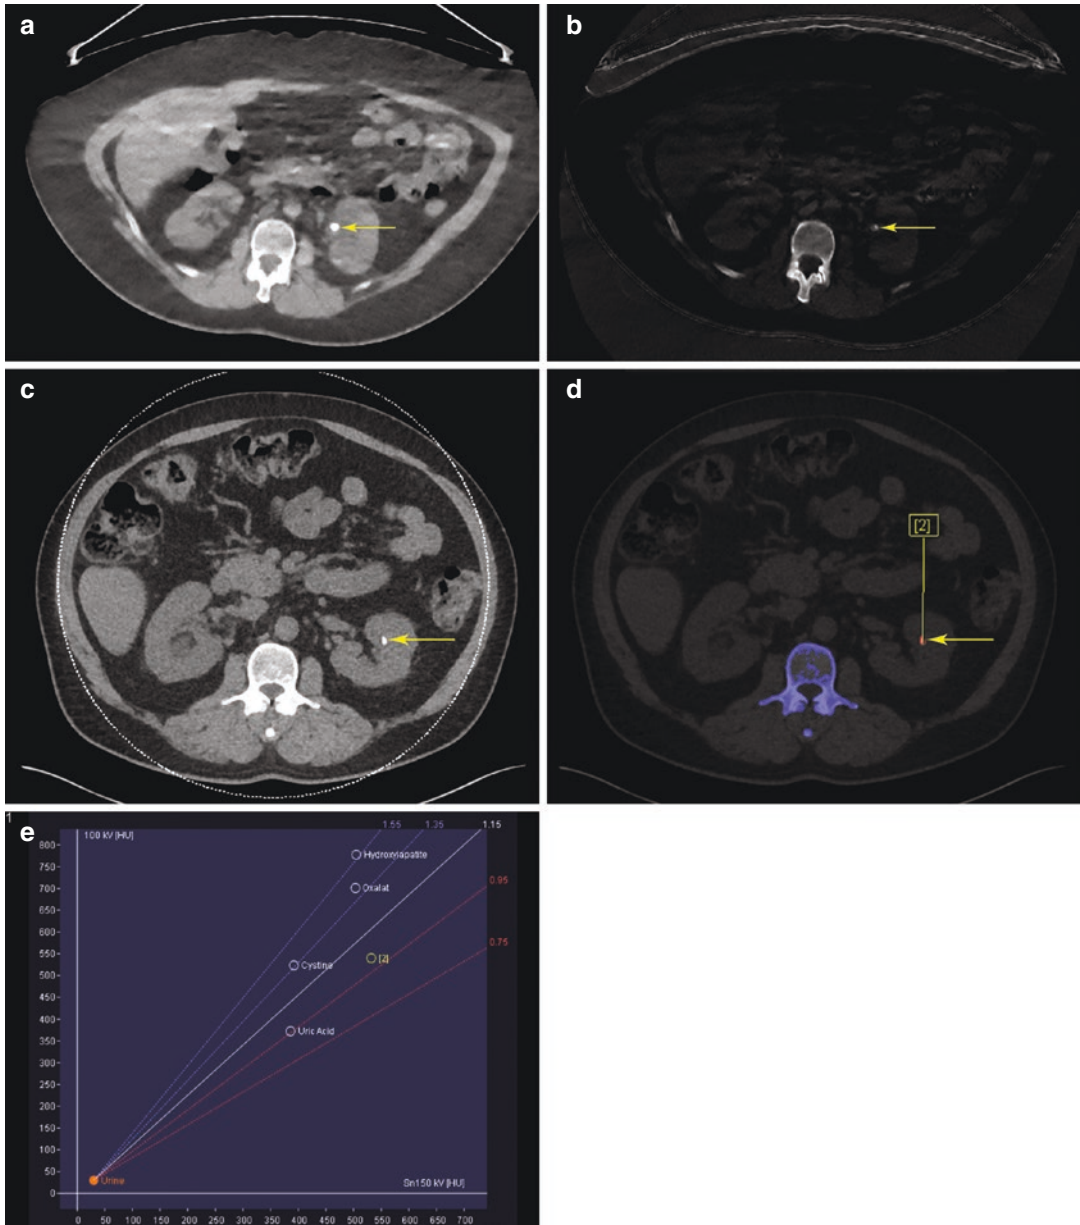 a
b
c
d
[2]
1
e
100 kV [HU]
1.55
1.35
1.15
800
Hydroxylapatite
750
700
Oxalat
0.95
650
600
550
[2]
0.75
500
Cystine
450
400
Uric Acid
350
300
250
200
150
100
50
Urine
Sn150 kV [HU]
0
0 50 100 150 200 250 300 350 400 450 500 550 600 650 700